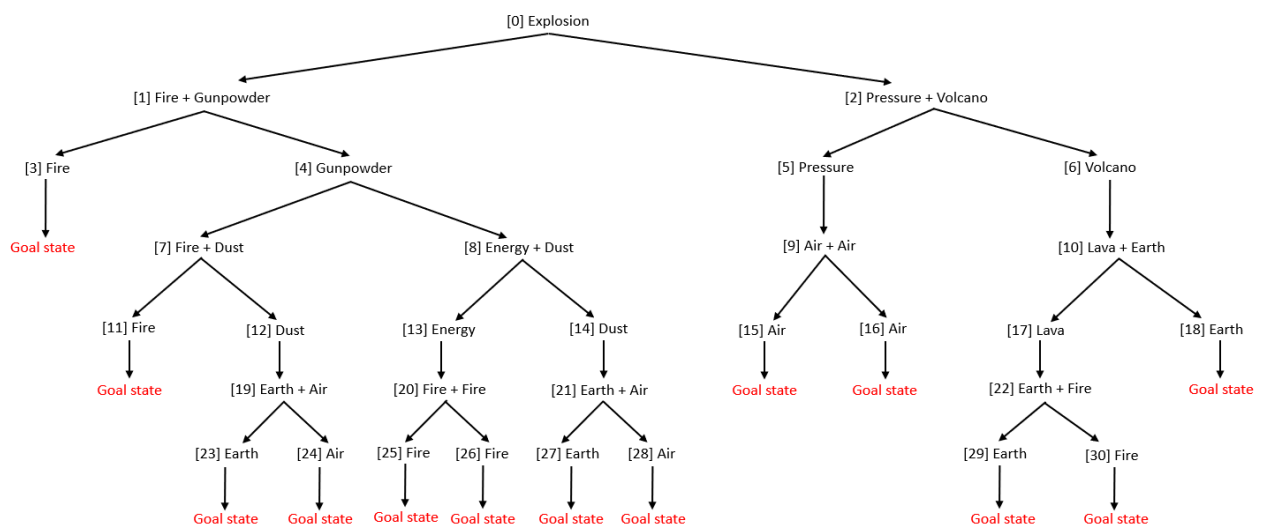 [0] Explosion
[1] Fire + Gunpowder
[2] Pressure + Volcano
[3] Fire
[4] Gunpowder
[5] Pressure
[6] Volcano
Goal state
[7] Fire + Dust
[8] Energy + Dust
[9] Air + Air
[10] Lava + Earth
[11] Fire
[12] Dust
[13] Energy
[14] Dust
[15] Air
[16] Air
[17] Lava
[18] Earth
Goal state
[19] Earth + Air
[20] Fire + Fire
[21] Earth + Air
Goal state
Goal state
[22] Earth + Fire
Goal state
[23] Earth
[24] Air
[25] Fire
[26] Fire
[27] Earth
[28] Air
[29] Earth
[30] Fire
Goal state
Goal state
Goal state
Goal state
Goal state
Goal state
Goal state
Goal state